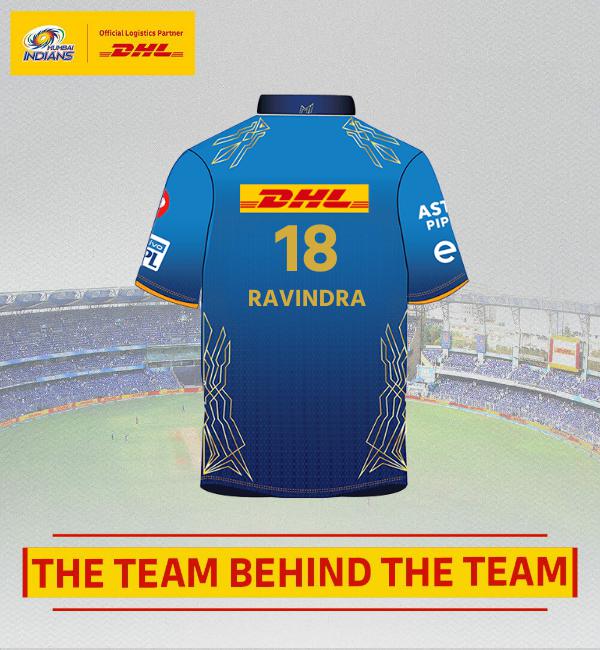 MUMBAI
INDIANS
Official Logistics Partner
DHL
DHL
18
RAVINDRA
vivo
PL
AST
PIP
e
THE TEAM BEHIND THE TEAM